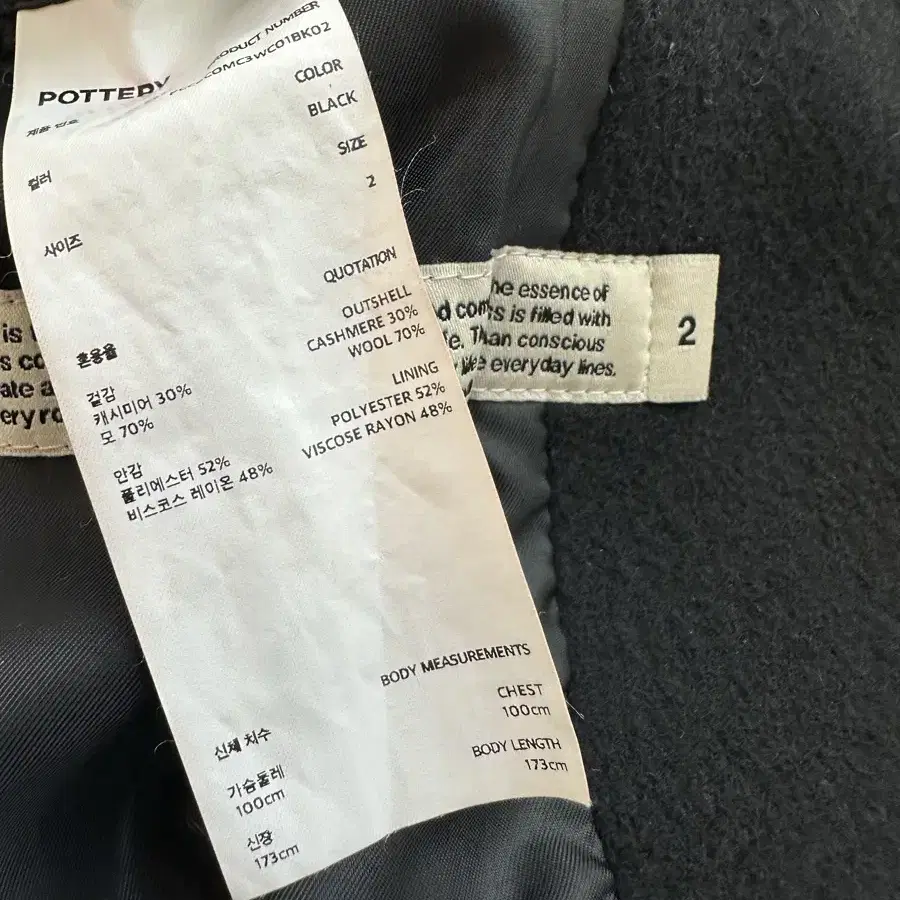 PRODUCT NUMBER
COMC3WC01BK02
POTTERY
제품
COLOR
BLACK
컬러
SIZE
2
사이즈
QUOTATION
혼용율
OUTSHELL
CASHMERE 30%
WOOL 70%
겉감
캐시미어 30%
모 70%
LINING
POLYESTER 52%
VISCOSE RAYON 48%
안감
폴리에스터 52%
비스코스 레이온 48%
BODY MEASUREMENTS
신체 치수
CHEST
100cm
가슴둘레
100cm
BODY LENGTH
173cm
신장
173cm
he essence of
is filled with
Than conscious
everyday lines.
2
is